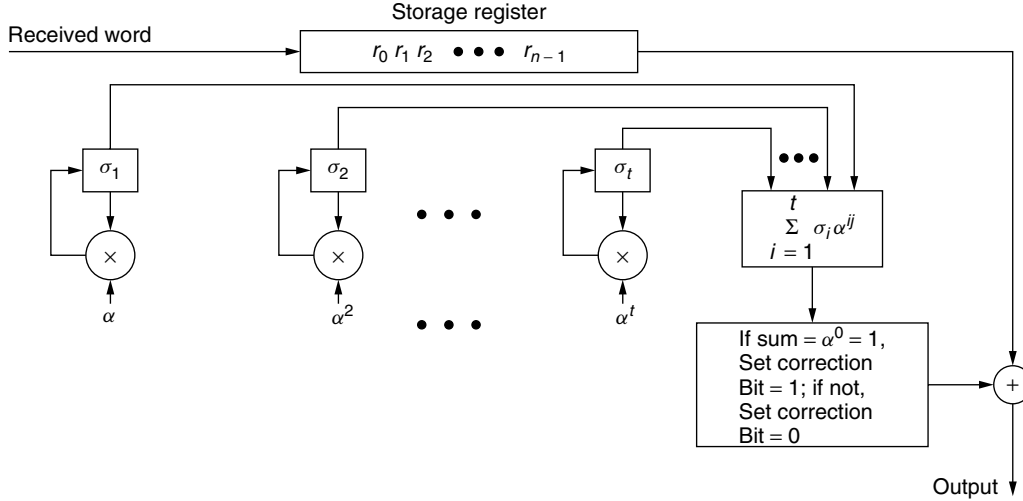 Storage register
Received word
r₀ r₁ r₂ ● ● ● rₙ₋₁
σ₁
σ₂
σₜ
● ● ●
● ● ●
× × ×
α
α²
αᵗ
● ● ●
t
Σ σᵢαⁱʲ
i = 1
If sum = α⁰ = 1,
Set correction
Bit = 1; if not,
Set correction
Bit = 0
+
Output